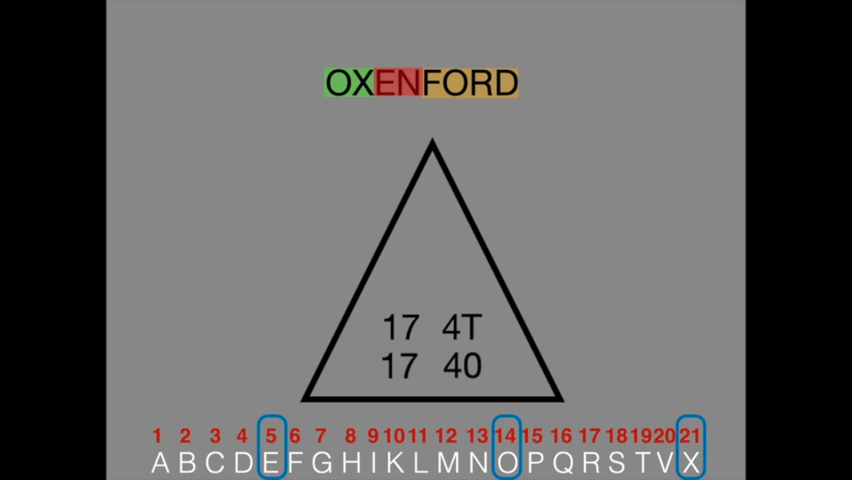 OXENFORD
17 4T
17 40
1 2 3 4 5 6 7 8 9 10 11 12 13 14 15 16 17 18 19 20 21
A B C D E F G H I K L M N O P Q R S T V X